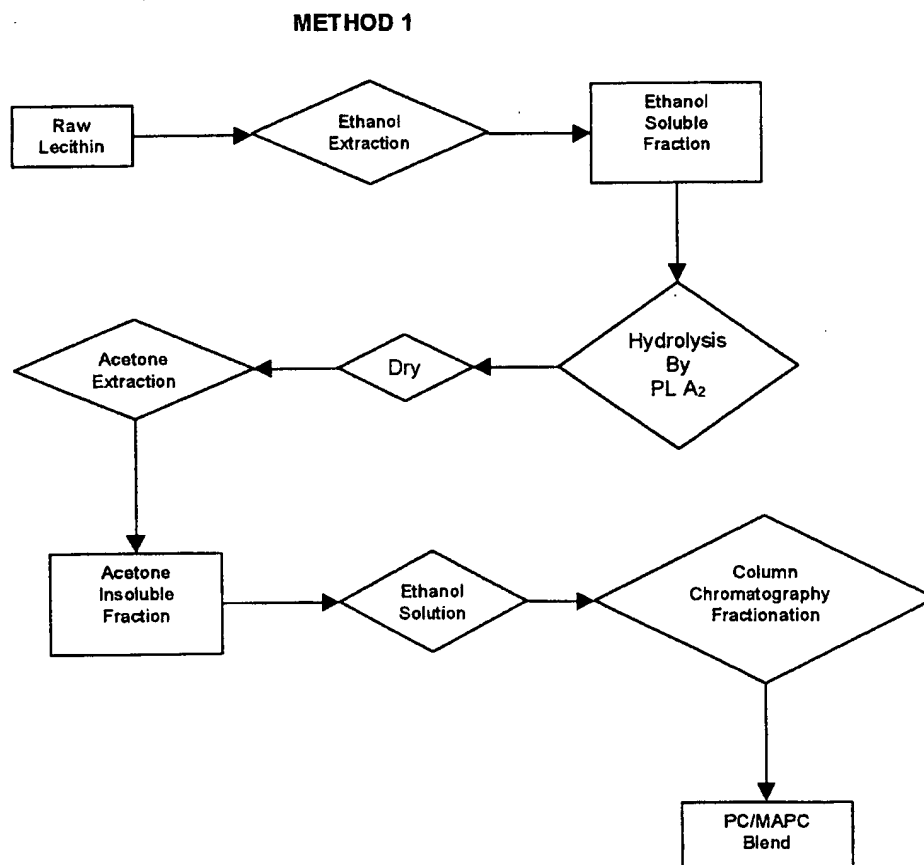 METHOD 1
Raw
Lecithin
Ethanol
Extraction
Ethanol
Soluble
Fraction
Hydrolysis
By
PL A₂
Dry
Acetone
Extraction
Acetone
Insoluble
Fraction
Ethanol
Solution
Column
Chromatography
Fractionation
PC/MAPC
Blend